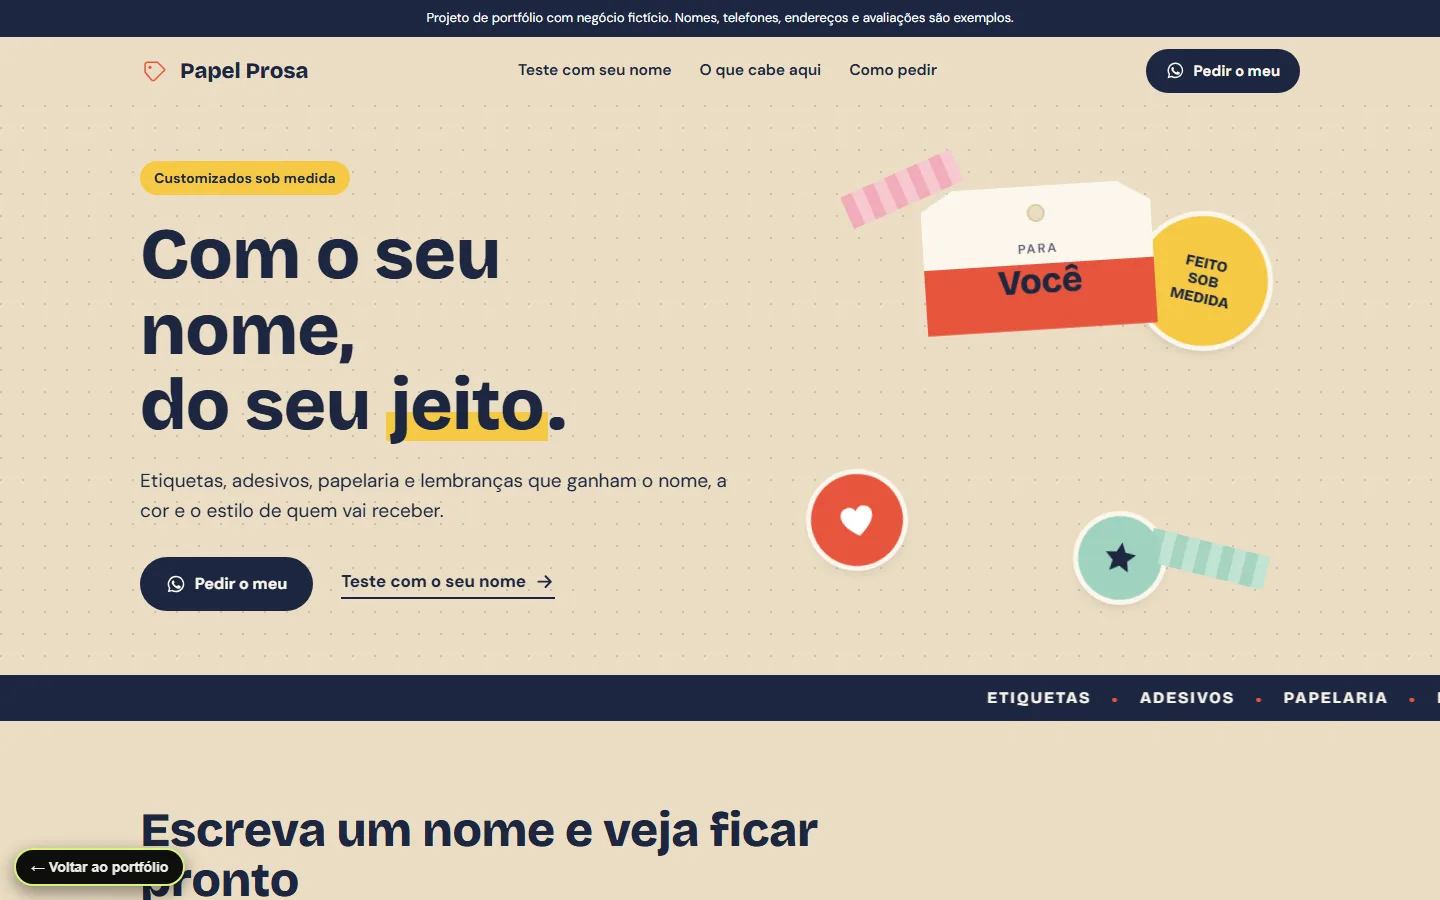 Projeto de portfólio com negócio fictício. Nomes, telefones, endereços e avaliações são exemplos.
Papel Prosa
Teste com seu nome
O que cabe aqui
Como pedir
Pedir o meu
Customizados sob medida
Com o seu
nome,
do seu jeito.
Etiquetas, adesivos, papelaria e lembranças que ganham o nome, a
cor e o estilo de quem vai receber.
Pedir o meu
Teste com o seu nome →
PARA
Você
FEITO
SOB
MEDIDA
ETIQUETAS • ADESIVOS • PAPELARIA •
Escreva um nome e veja ficar
pronto
← Voltar ao portfólio